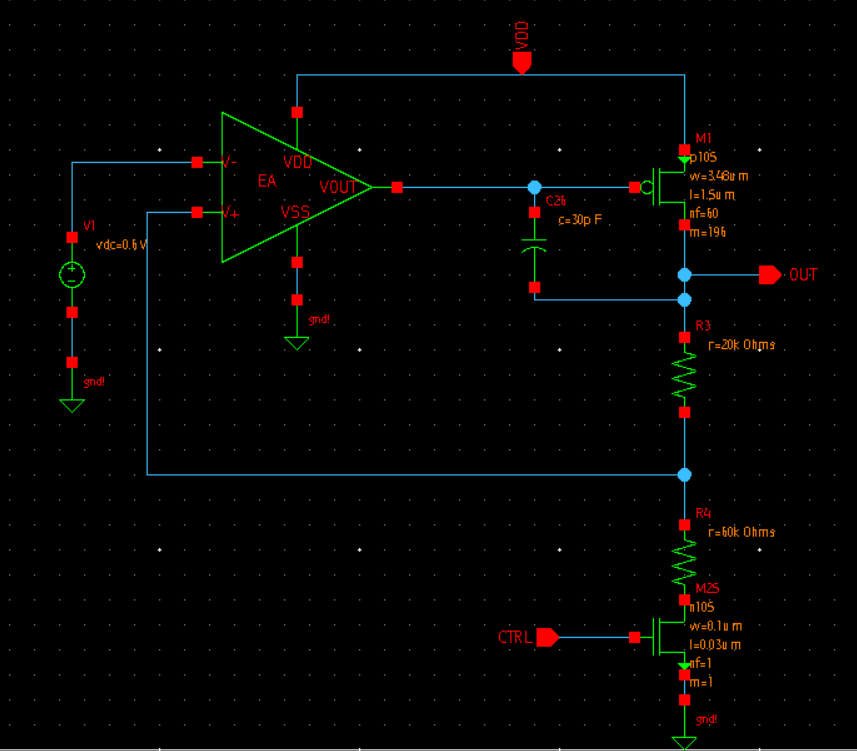 VDD
M1
p105
w=3.48u m
l=1.5u m
nf=60
m=196
V-
VDD
EA
VOUT
V+
VSS
C26
c=30p F
V1
vdc=0.6 V
OUT
gnd!
R3
r=20k Ohms
gnd!
R4
r=60k Ohms
M25
n105
w=0.1u m
l=0.03u m
nf=1
m=1
CTRL
gnd!